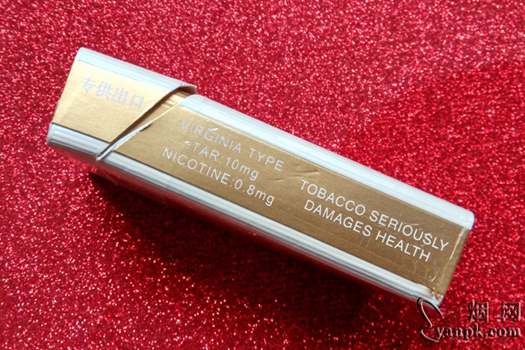 专供出口
VIRGINIA TYPE
TAR:10mg
NICOTINE:0.8mg
TOBACCO SERIOUSLY
DAMAGES HEALTH
烟网
yanpk.com